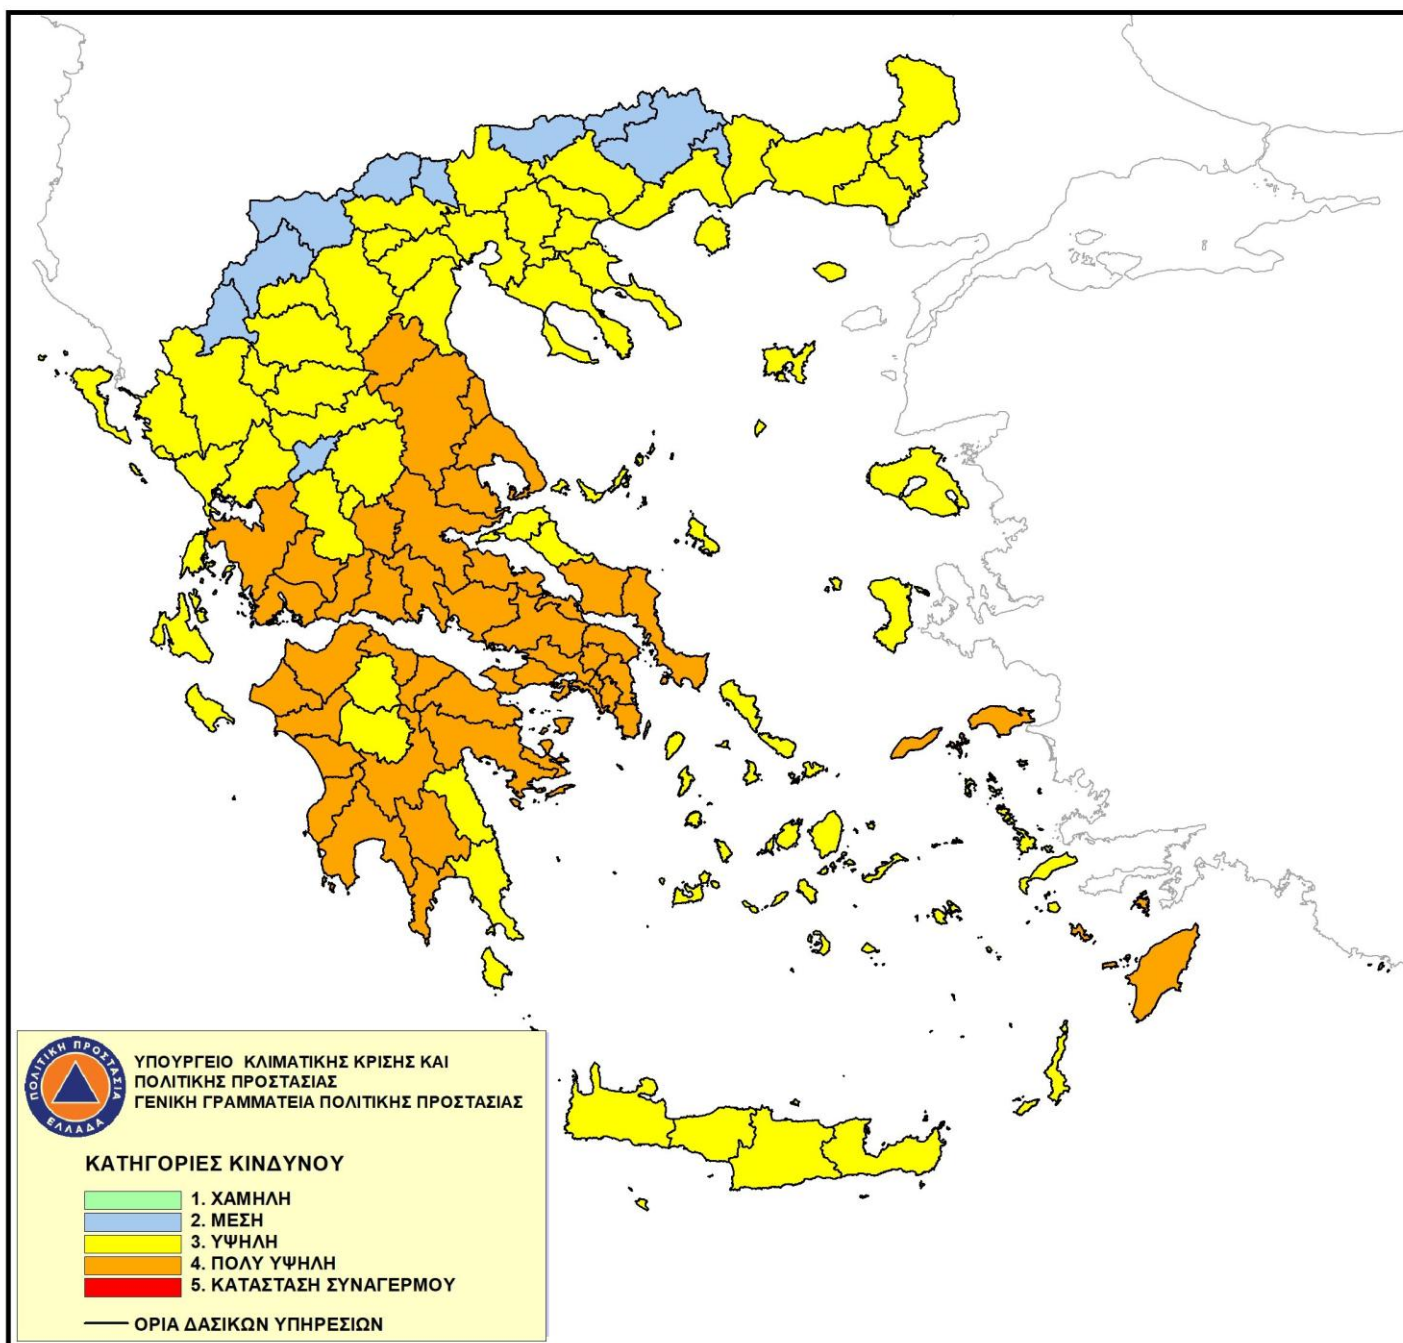 ΠΟΛΙΤΙΚΗ ΠΡΟΣΤΑΣΙΑ
ΕΛΛΑΔΑ
ΥΠΟΥΡΓΕΙΟ ΚΛΙΜΑΤΙΚΗΣ ΚΡΙΣΗΣ ΚΑΙ
ΠΟΛΙΤΙΚΗΣ ΠΡΟΣΤΑΣΙΑΣ
ΓΕΝΙΚΗ ΓΡΑΜΜΑΤΕΙΑ ΠΟΛΙΤΙΚΗΣ ΠΡΟΣΤΑΣΙΑΣ
ΚΑΤΗΓΟΡΙΕΣ ΚΙΝΔΥΝΟΥ
1. ΧΑΜΗΛΗ
2. ΜΕΣΗ
3. ΥΨΗΛΗ
4. ΠΟΛΥ ΥΨΗΛΗ
5. ΚΑΤΑΣΤΑΣΗ ΣΥΝΑΓΕΡΜΟΥ
ΟΡΙΑ ΔΑΣΙΚΩΝ ΥΠΗΡΕΣΙΩΝ